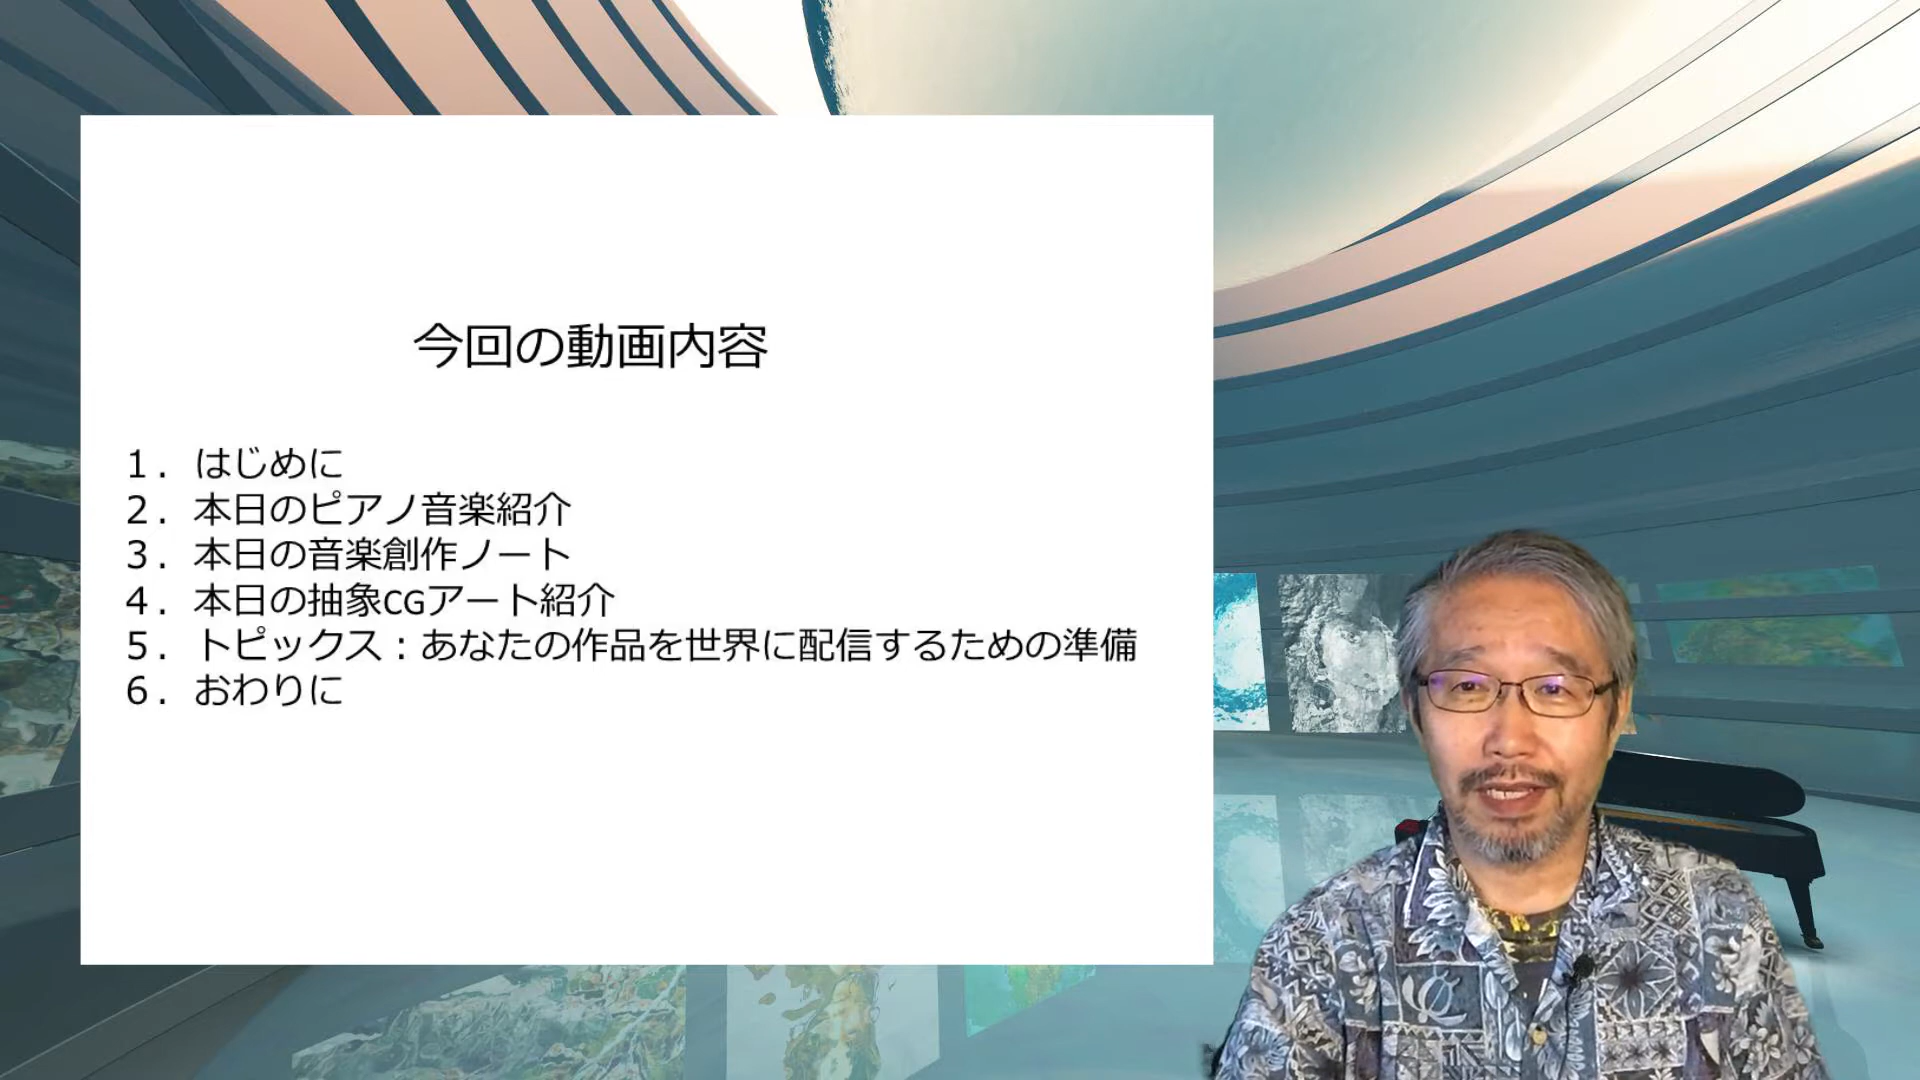 今回の動画内容
1．はじめに
2．本日のピアノ音楽紹介
3．本日の音楽創作ノート
4．本日の抽象CGアート紹介
5．トピックス：あなたの作品を世界に配信するための準備
6．おわりに